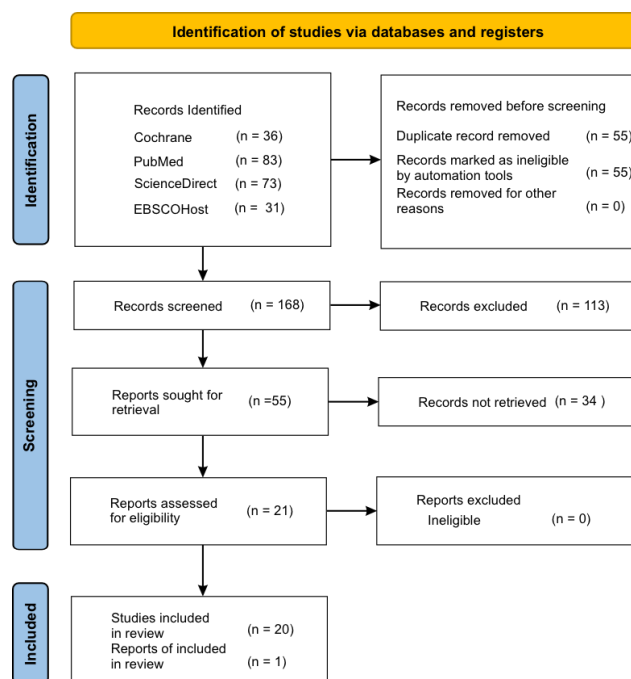 Identification of studies via databases and registers
Identification
Records Identified
Cochrane (n = 36)
PubMed (n = 83)
ScienceDirect (n = 73)
EBSCOHost (n = 31)
Records removed before screening
Duplicate record removed (n = 55)
Records marked as ineligible
by automation tools (n = 55)
Records removed for other
reasons (n = 0)
Screening
Records screened (n = 168)
Records excluded (n = 113)
Reports sought for
retrieval (n =55)
Records not retrieved (n = 34 )
Reports assessed
for eligibility (n = 21)
Reports excluded
Ineligible (n = 0)
Included
Studies included
in review (n = 20)
Reports of included
in review (n = 1)